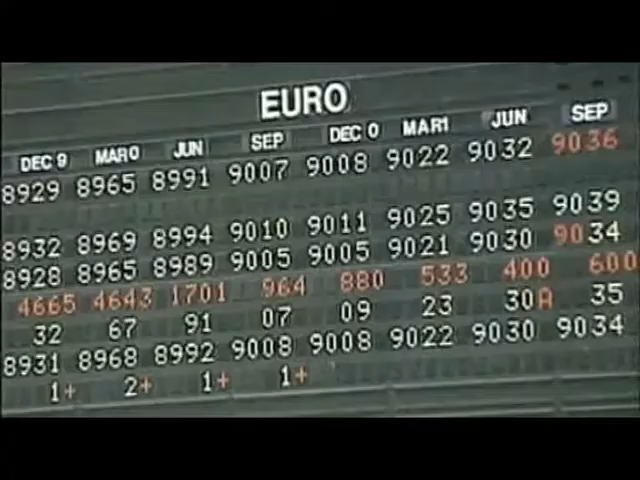 EURO
DEC 9 MAR 0 JUN SEP DEC 0 MAR1 JUN SEP
8929 8965 8991 9007 9008 9022 9032 9036
8932 8969 8994 9010 9011 9025 9035 9039
8928 8965 8989 9005 9005 9021 9030 9034
4665 4643 1701 964 880 533 400 600
32 67 91 07 09 23 30A 35
8931 8968 8992 9008 9008 9022 9030 9034
1+ 2+ 1+ 1+